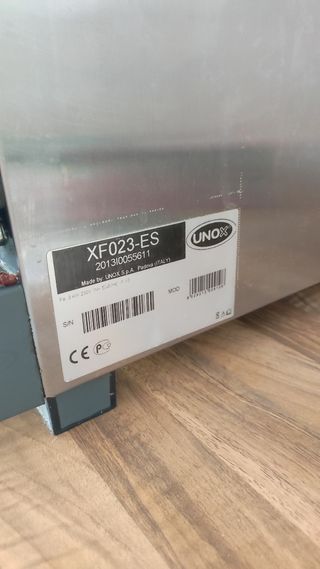 XF023-ES
2013I0055611
Made by: UNOX S.p.A. Padova (ITALY)
UNOX
S/N
MOD
CE